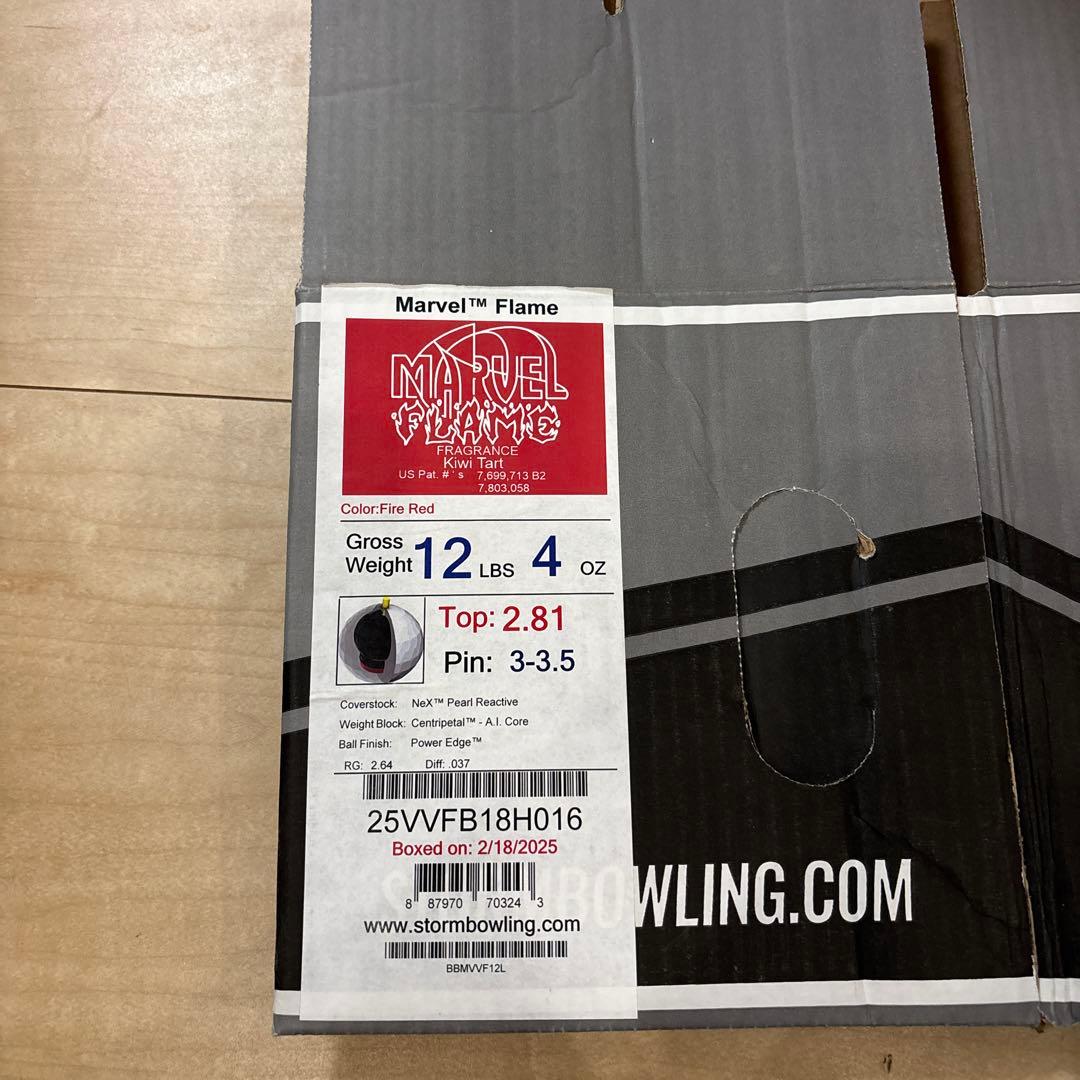 Marvel™ Flame
MARVEL
FLAME
FRAGRANCE
Kiwi Tart
US Pat. #'s 7,699,713 B2
7,803,058
Color:Fire Red
Gross Weight 12 LBS 4 OZ
Top: 2.81
Pin: 3-3.5
Coverstock: NeX™ Pearl Reactive
Weight Block: Centripetal™ - A.I. Core
Ball Finish: Power Edge™
RG: 2.64 Diff: .037
25VVFB18H016
Boxed on: 2/18/2025
8 87970 70324 3
www.stormbowling.com
BBMVVF12L
BOWLING.COM